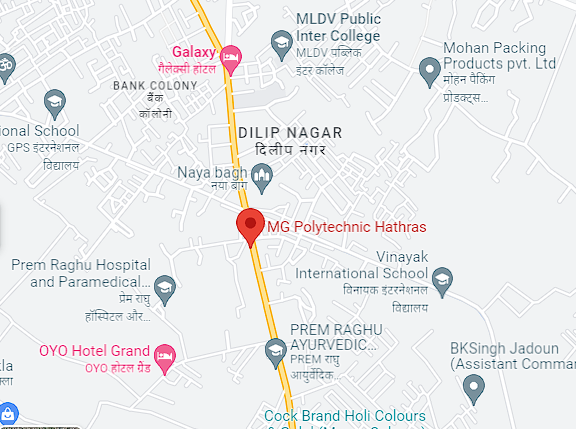 MLDV Public
Inter College
MLDV पब्लिक
इंटर कॉलेज
Galaxy
गैलेक्सी होटल
Mohan Packing
Products pvt. Ltd
मोहन पैकिंग
प्रोडक्ट्स...
BANK COLONY
बैंक
कॉलोनी
ional School
GPS इंटरनेशनल
विद्यालय
DILIP NAGAR
दिलीप नगर
Naya bagh
नया बाग
MG Polytechnic Hathras
Prem Raghu Hospital
and Paramedical...
प्रेम राघु
हॉस्पिटल और...
Vinayak
International School
विनायक इंटरनेशनल
विद्यालय
PREM RAGHU
AYURVEDIC...
PREM राघु
आयुर्वेदिक...
OYO Hotel Grand
OYO होटल ग्रैंड
BKSingh Jadoun
(Assistant Comman
kla
ला
Cock Brand Holi Colours